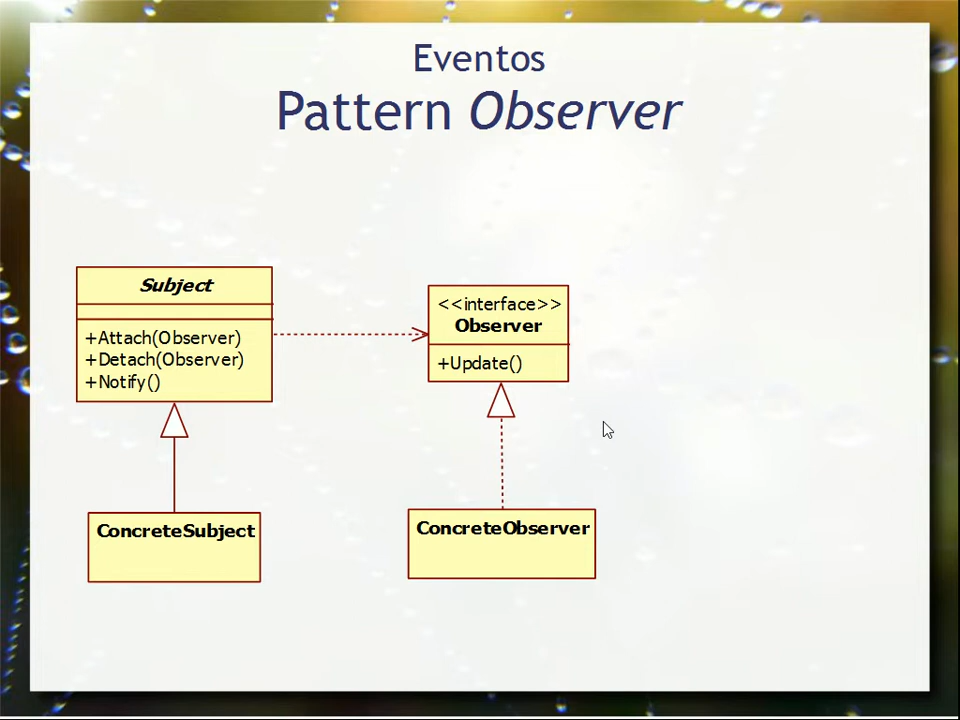 Eventos
Pattern Observer
Subject
+Attach(Observer)
+Detach(Observer)
+Notify()
<<interface>>
Observer
+Update()
ConcreteSubject
ConcreteObserver